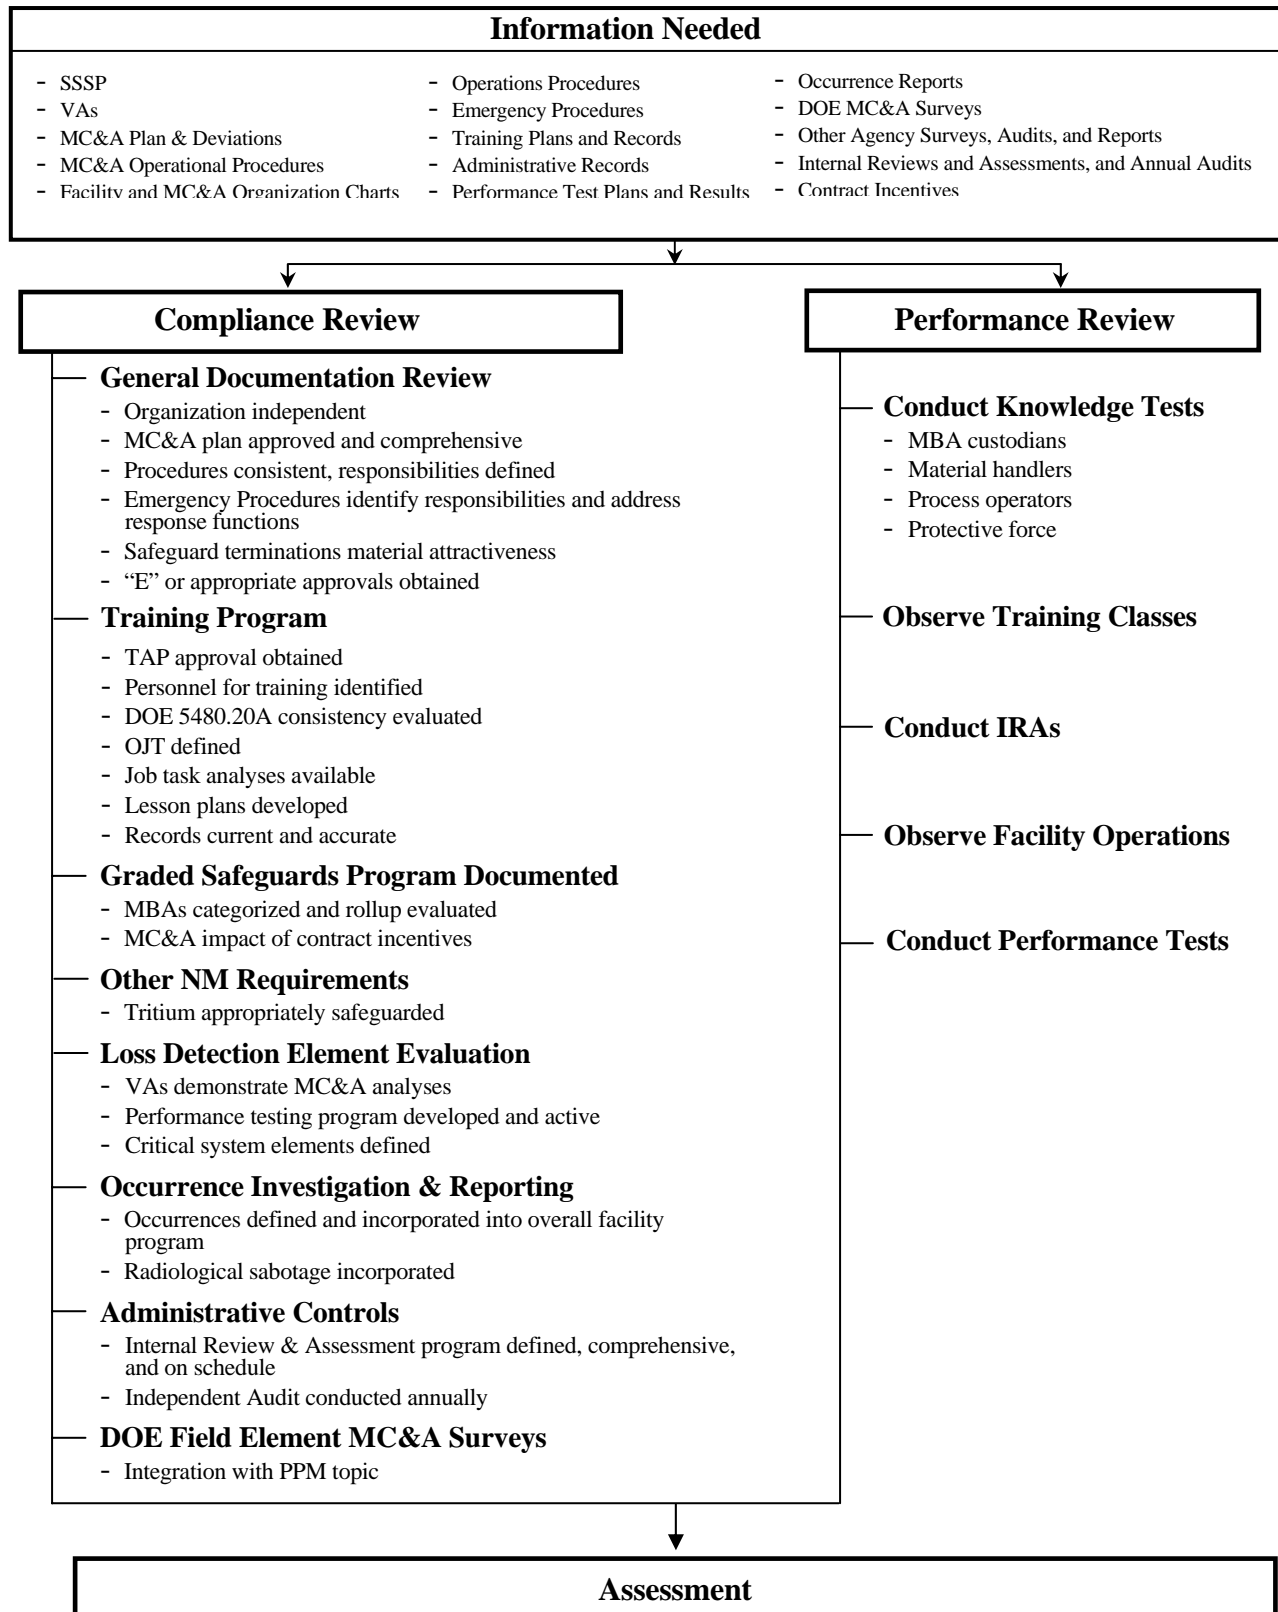 Information Needed
- SSSP
- VAs
- MC&A Plan & Deviations
- MC&A Operational Procedures
- Facility and MC&A Organization Charts
- Operations Procedures
- Emergency Procedures
- Training Plans and Records
- Administrative Records
- Performance Test Plans and Results
- Occurrence Reports
- DOE MC&A Surveys
- Other Agency Surveys, Audits, and Reports
- Internal Reviews and Assessments, and Annual Audits
- Contract Incentives
Compliance Review
General Documentation Review
- Organization independent
- MC&A plan approved and comprehensive
- Procedures consistent, responsibilities defined
- Emergency Procedures identify responsibilities and address
response functions
- Safeguard terminations material attractiveness
- “E” or appropriate approvals obtained
Training Program
- TAP approval obtained
- Personnel for training identified
- DOE 5480.20A consistency evaluated
- OJT defined
- Job task analyses available
- Lesson plans developed
- Records current and accurate
Graded Safeguards Program Documented
- MBAs categorized and rollup evaluated
- MC&A impact of contract incentives
Other NM Requirements
- Tritium appropriately safeguarded
Loss Detection Element Evaluation
- VAs demonstrate MC&A analyses
- Performance testing program developed and active
- Critical system elements defined
Occurrence Investigation & Reporting
- Occurrences defined and incorporated into overall facility
program
- Radiological sabotage incorporated
Administrative Controls
- Internal Review & Assessment program defined, comprehensive,
and on schedule
- Independent Audit conducted annually
DOE Field Element MC&A Surveys
- Integration with PPM topic
Performance Review
Conduct Knowledge Tests
- MBA custodians
- Material handlers
- Process operators
- Protective force
Observe Training Classes
Conduct IRAs
Observe Facility Operations
Conduct Performance Tests
Assessment